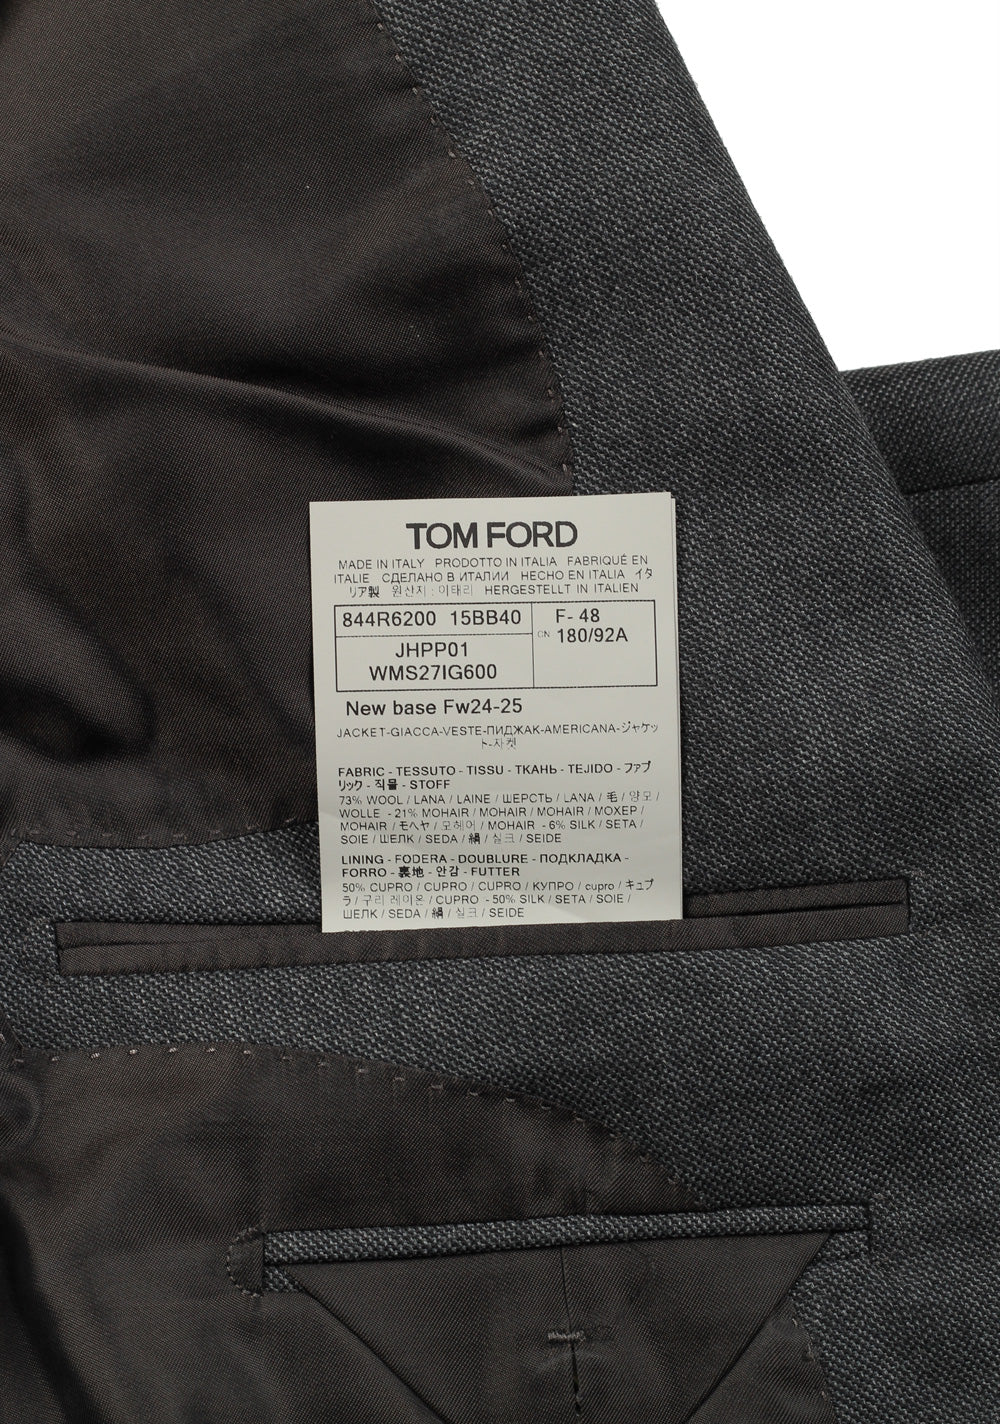 TOM FORD
MADE IN ITALY PRODOTTO IN ITALIA FABRIQUÉ EN
ITALIE СДЕЛАНО В ИТАЛИИ HECHO EN ITALIA イタ
リア製 원산지 : 이태리 HERGESTELLT IN ITALIEN
844R6200 15BB40
F- 48
CN 180/92A
JHPP01
WMS27IG600
New base Fw24-25
JACKET-GIACCA-VESTE-ПИДЖАК-AMERICANA-ジャケッ
ト-자켓
FABRIC - TESSUTO - TISSU - ТКАНЬ - TEJIDO - ファブ
リック - 직물 - STOFF
73% WOOL / LANA / LAINE / ШЕРСТЬ / LANA / 毛 / 양모 /
WOLLE - 21% MOHAIR / MOHAIR / MOHAIR / МОХЕР /
MOHAIR / モヘヤ / 모헤어 / MOHAIR - 6% SILK / SETA /
SOIE / ШЕЛК / SEDA / 絹 / 실크 / SEIDE
LINING - FODERA - DOUBLURE - ПОДКЛАДКА -
FORRO - 裏地 - 안감 - FUTTER
50% CUPRO / CUPRO / CUPRO / КУПРО / cupro / キュプ
ラ / 구리 레이온 / CUPRO - 50% SILK / SETA / SOIE /
ШЕЛК / SEDA / 絹 / 실크 / SEIDE